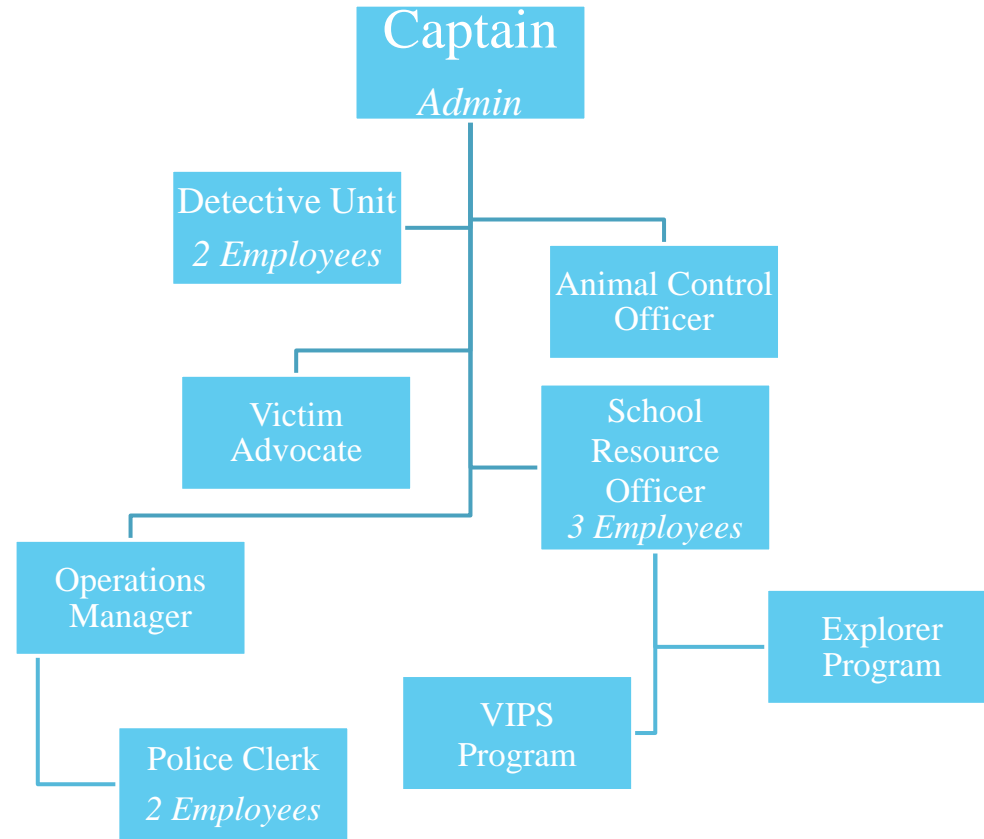 Captain
Admin
Detective Unit
2 Employees
Animal Control
Officer
Victim
Advocate
School
Resource
Officer
3 Employees
Operations
Manager
Explorer
Program
VIPS
Program
Police Clerk
2 Employees